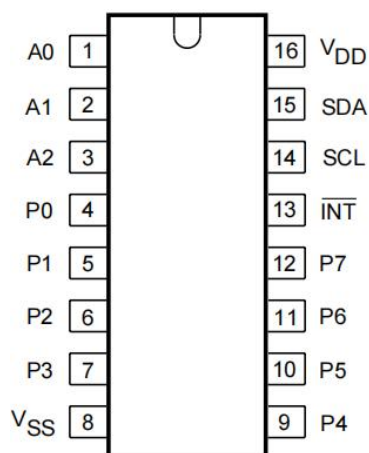 A0 1 16 VDD
A1 2 15 SDA
A2 3 14 SCL
P0 4 13 I̅N̅T̅
P1 5 12 P7
P2 6 11 P6
P3 7 10 P5
VSS 8 9 P4